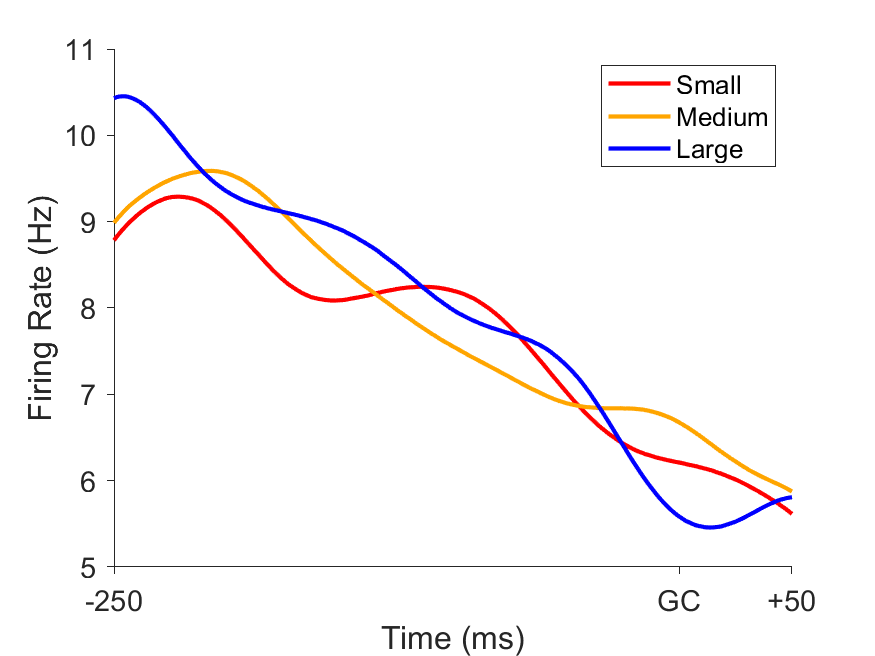 11
10
9
8
7
6
5
Firing Rate (Hz)
Small
Medium
Large
-250
GC
+50
Time (ms)